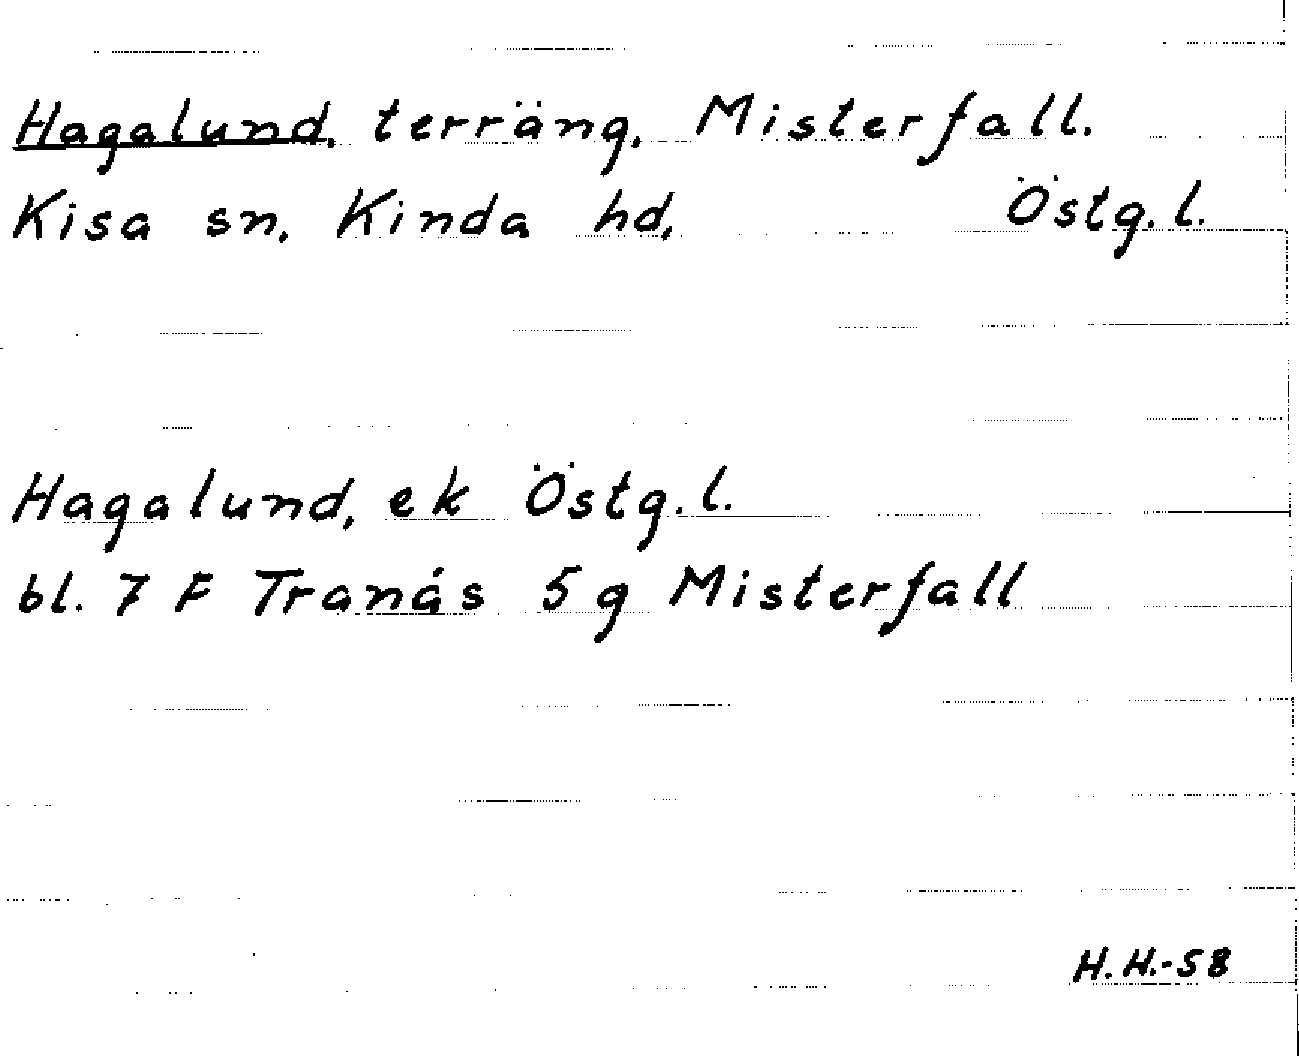 Hagalund, terräng, Misterfall.
Kisa sn, Kinda hd, Östg. l.
Hagalund, ek Östg. l.
bl. 7 F Tranås 5 g Misterfall
H. H.-58